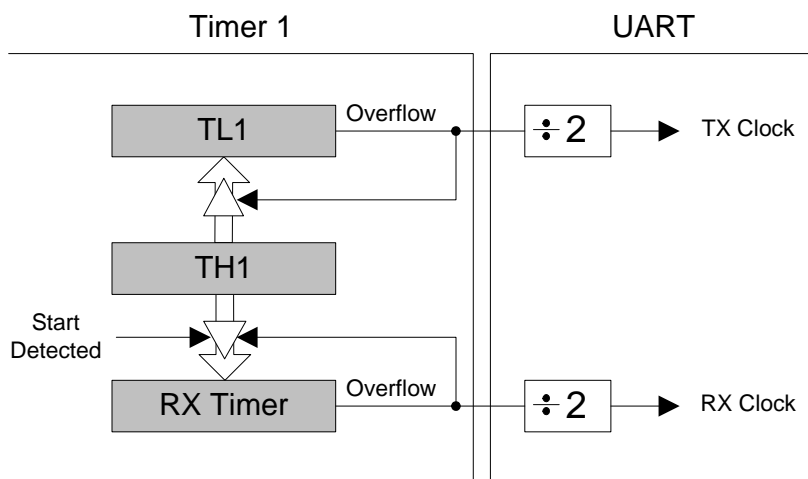 Timer 1
UART
TL1
Overflow
÷ 2
TX Clock
TH1
Start
Detected
RX Timer
Overflow
÷ 2
RX Clock